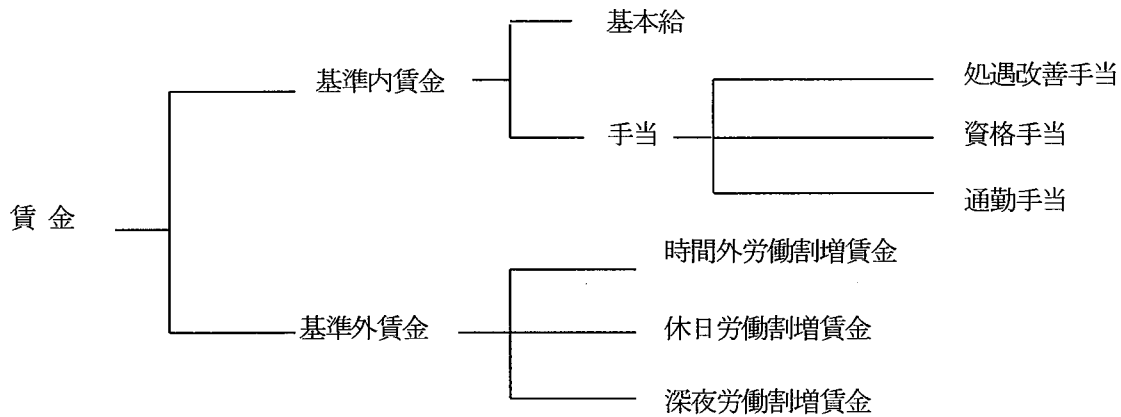 基本給
基準内賃金
処遇改善手当
手当
資格手当
通勤手当
賃金
時間外労働割増賃金
基準外賃金
休日労働割増賃金
深夜労働割増賃金